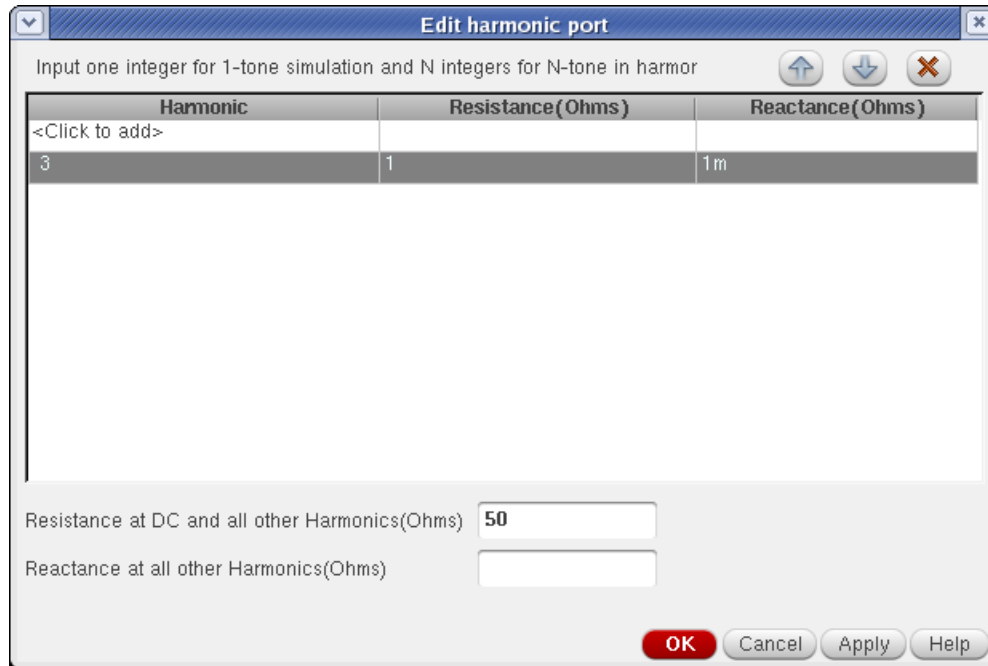 Edit harmonic port
Input one integer for 1-tone simulation and N integers for N-tone in harmor
Harmonic Resistance(Ohms) Reactance(Ohms)
<Click to add>
3 1 1m
Resistance at DC and all other Harmonics(Ohms) 50
Reactance at all other Harmonics(Ohms)
OK Cancel Apply Help